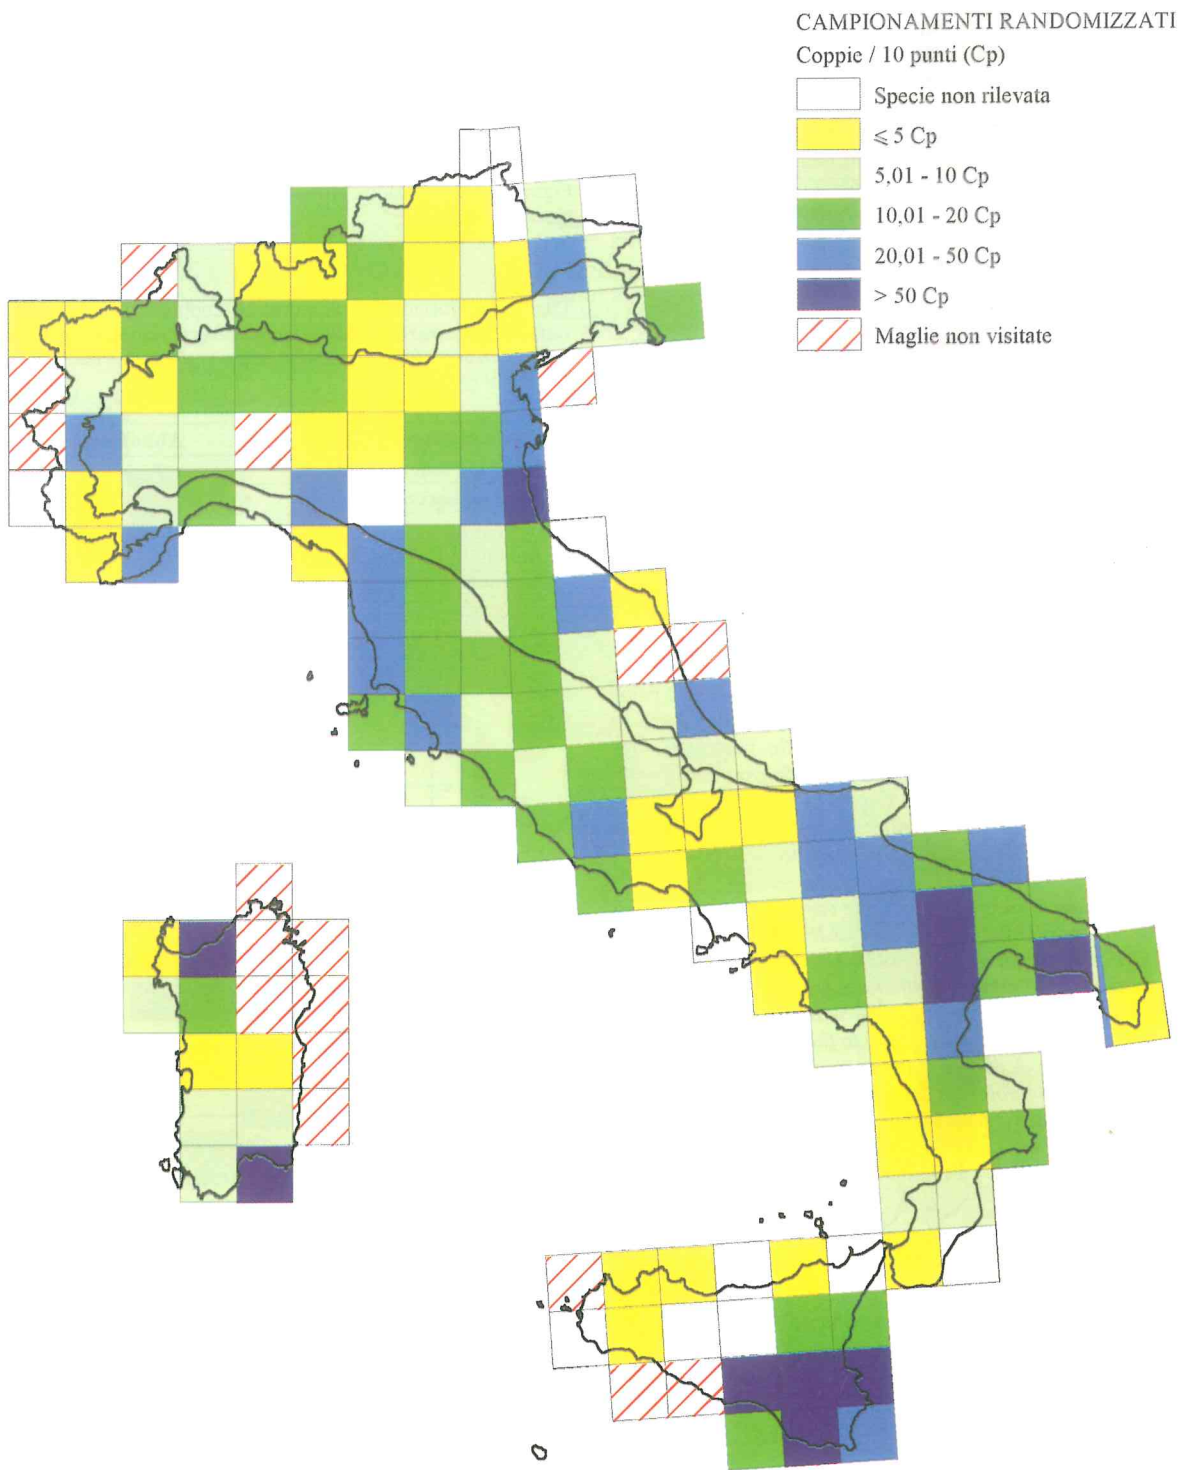 CAMPIONAMENTI RANDOMIZZATI
Coppie / 10 punti (Cp)
Specie non rilevata
⩽ 5 Cp
5,01 - 10 Cp
10,01 - 20 Cp
20,01 - 50 Cp
> 50 Cp
Maglie non visitate